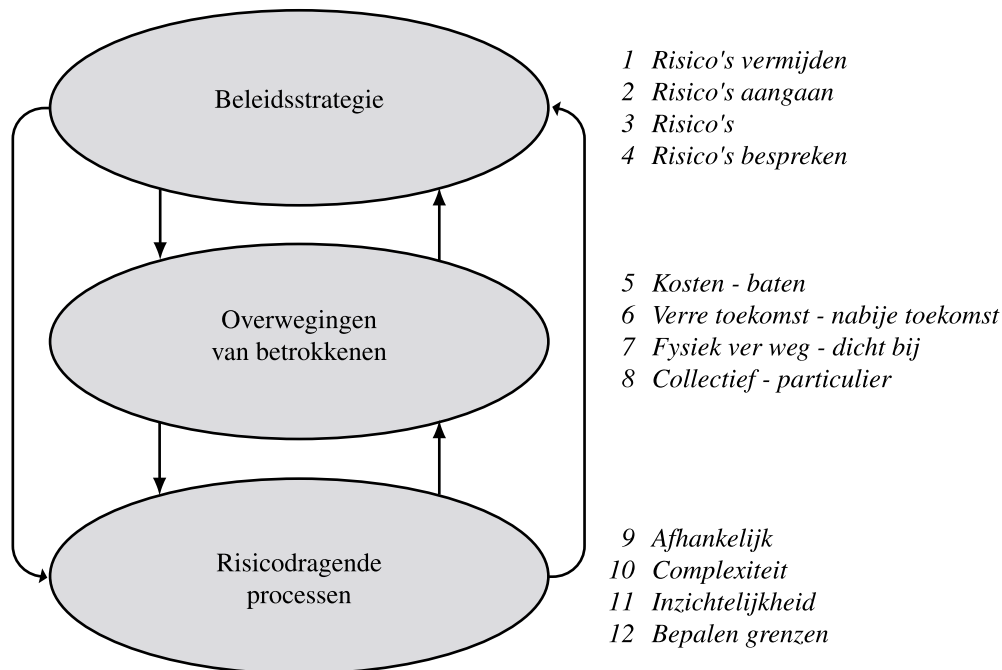 Beleidsstrategie
1 Risico's vermijden
2 Risico's aangaan
3 Risico's
4 Risico's bespreken
Overwegingen
van betrokkenen
5 Kosten - baten
6 Verre toekomst - nabije toekomst
7 Fysiek ver weg - dicht bij
8 Collectief - particulier
Risicodragende
processen
9 Afhankelijk
10 Complexiteit
11 Inzichtelijkheid
12 Bepalen grenzen